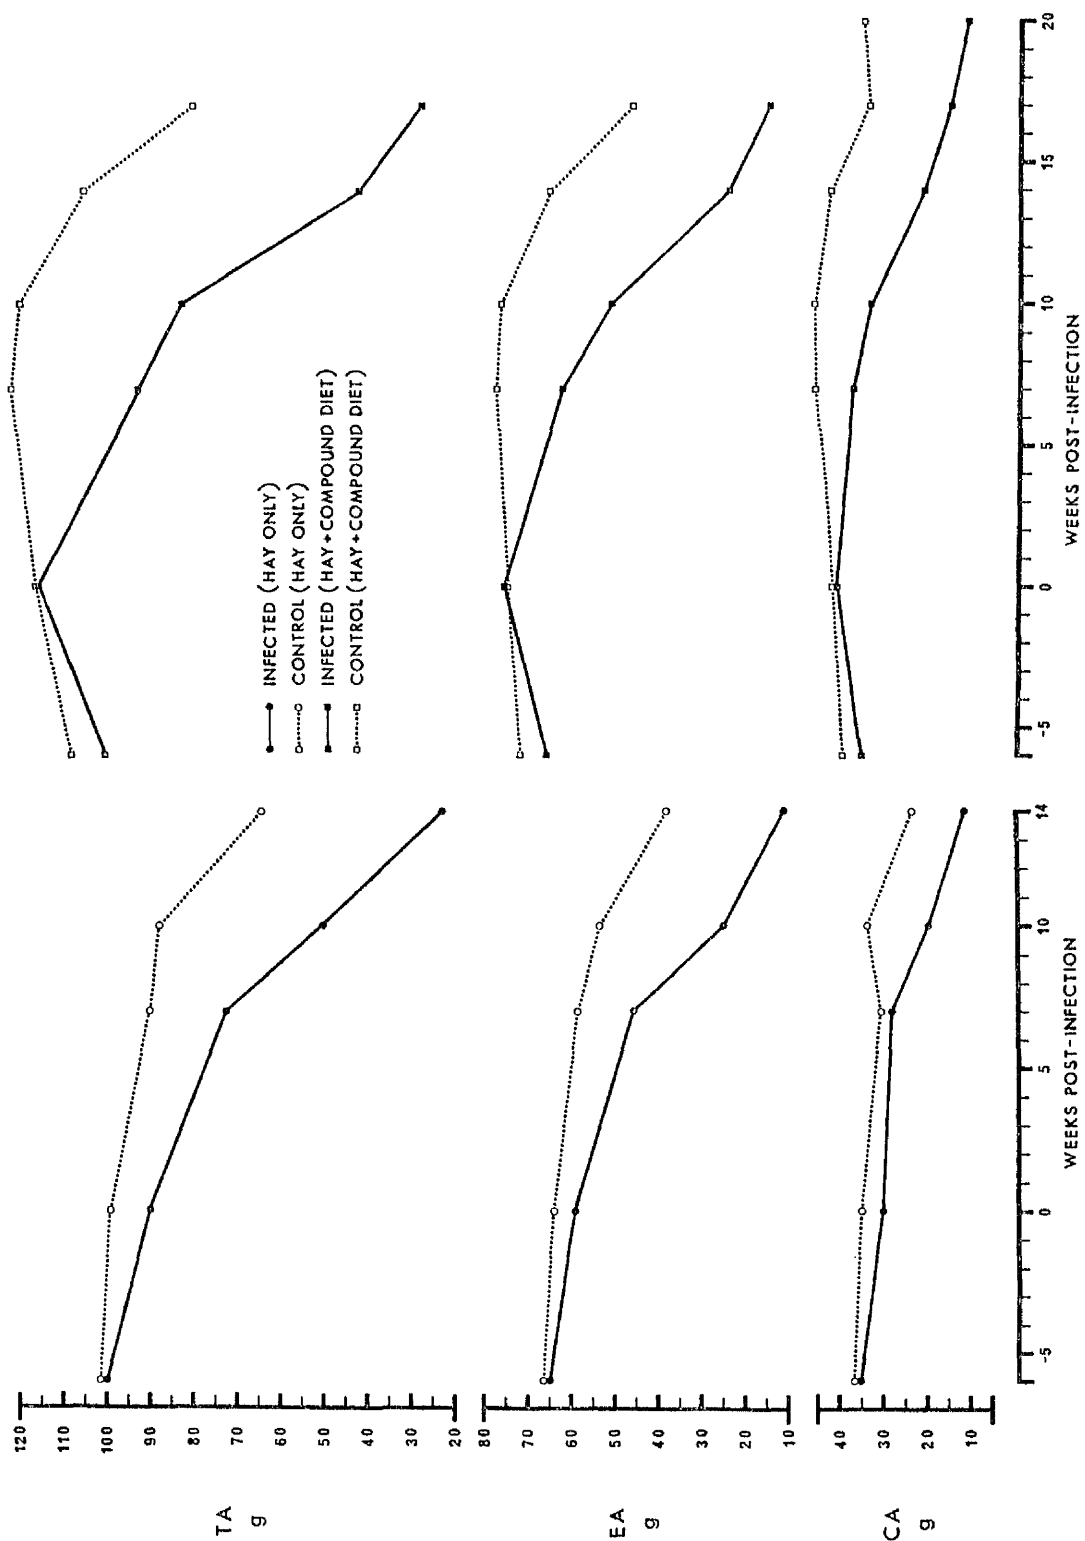 TA
g
120
110
100
90
80
70
60
50
40
30
20
EA
g
80
70
60
50
40
30
20
10
CA
g
40
30
20
10
INFECTED (HAY ONLY)
CONTROL (HAY ONLY)
INFECTED (HAY+COMPOUND DIET)
CONTROL (HAY+COMPOUND DIET)
-5
0
5
10
14
WEEKS POST-INFECTION
-5
0
5
10
15
20
WEEKS POST-INFECTION